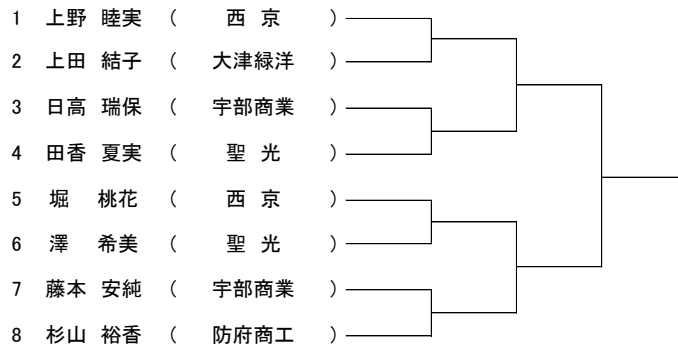 1 上野 睦実 ( 西 京 )
2 上田 結子 ( 大津緑洋 )
3 日高 瑞保 ( 宇部商業 )
4 田香 夏実 ( 聖 光 )
5 堀 桃花 ( 西 京 )
6 澤 希美 ( 聖 光 )
7 藤本 安純 ( 宇部商業 )
8 杉山 裕香 ( 防府商工 )